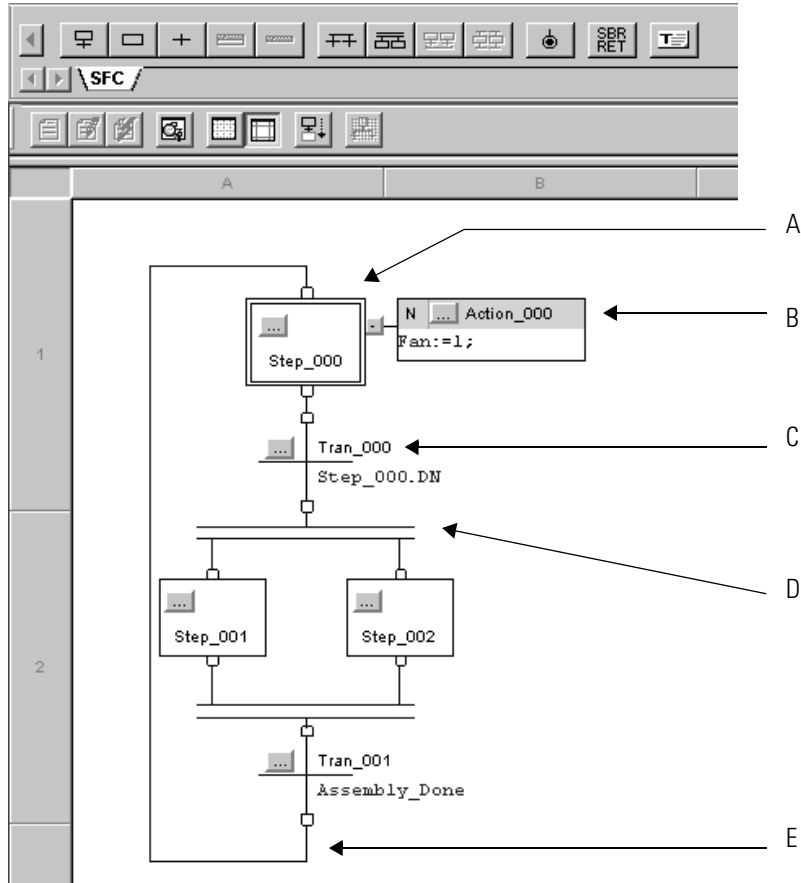 SBR
RET
SFC
A B
A
N ... Action_000
B
Fan:=1;
...
Step_000
1
C
... Tran_000
Step_000.DN
D
... ...
Step_001 Step_002
2
... Tran_001
Assembly_Done
E